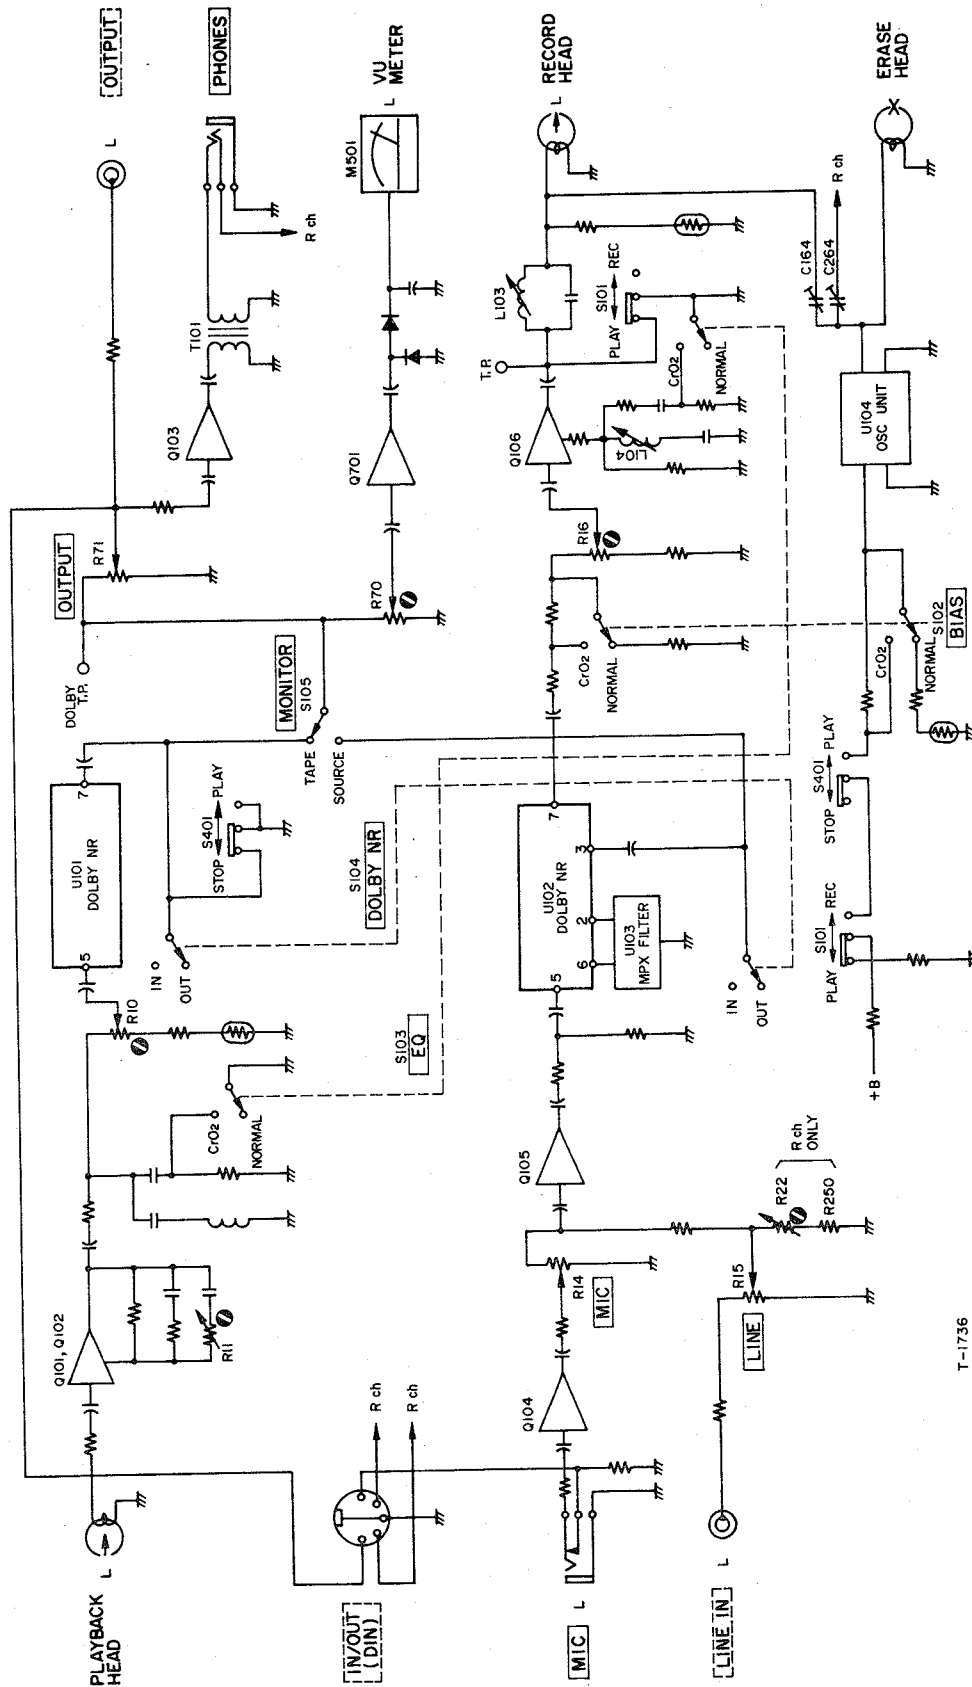 PLAYBACK
HEAD
L
Q101, Q102
R11
CrO2
NORMAL
S103
EQ
R10
5
U101
DOLBY NR
7
IN
OUT
STOP
S401
PLAY
S104
DOLBY NR
DOLBY
T.P.
OUTPUT
R71
MONITOR
S105
TAPE
SOURCE
R70
Q103
T101
Q701
M501
L
OUTPUT
PHONES
R ch
L
VU
METER
IN/OUT
(DIN)
R ch
R ch
MIC
L
Q104
R14
MIC
Q105
5
6
2
3
7
U102
DOLBY NR
U103
MPX FILTER
IN
OUT
CrO2
NORMAL
R16
Q106
T.P.
L103
L104
PLAY
S101
REC
CrO2
NORMAL
L
RECORD
HEAD
LINE IN
L
LINE
R15
R22
R250
R ch
ONLY
+B
PLAY
S101
REC
STOP
S401
PLAY
CrO2
NORMAL
S102
BIAS
U104
OSC UNIT
C164
C264
R ch
ERASE
HEAD
T-1736